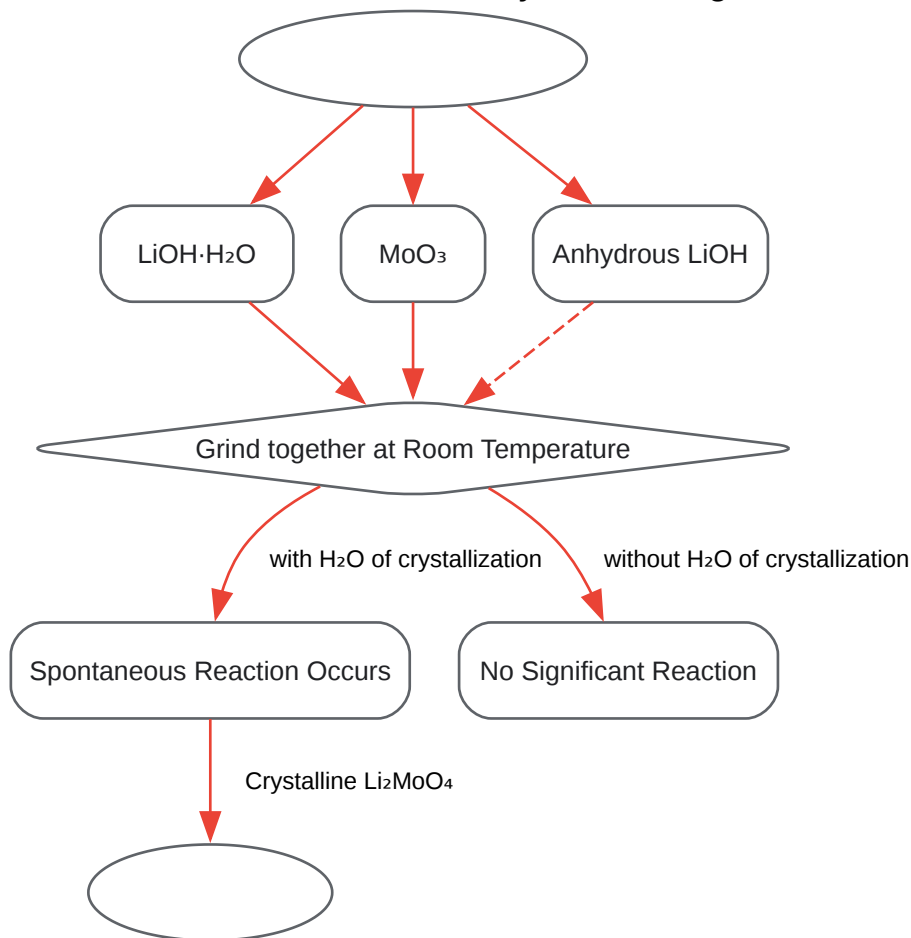 LiOH·H₂O
MoO₃
Anhydrous LiOH
Grind together at Room Temperature
with H₂O of crystallization
without H₂O of crystallization
Spontaneous Reaction Occurs
No Significant Reaction
Crystalline Li₂MoO₄